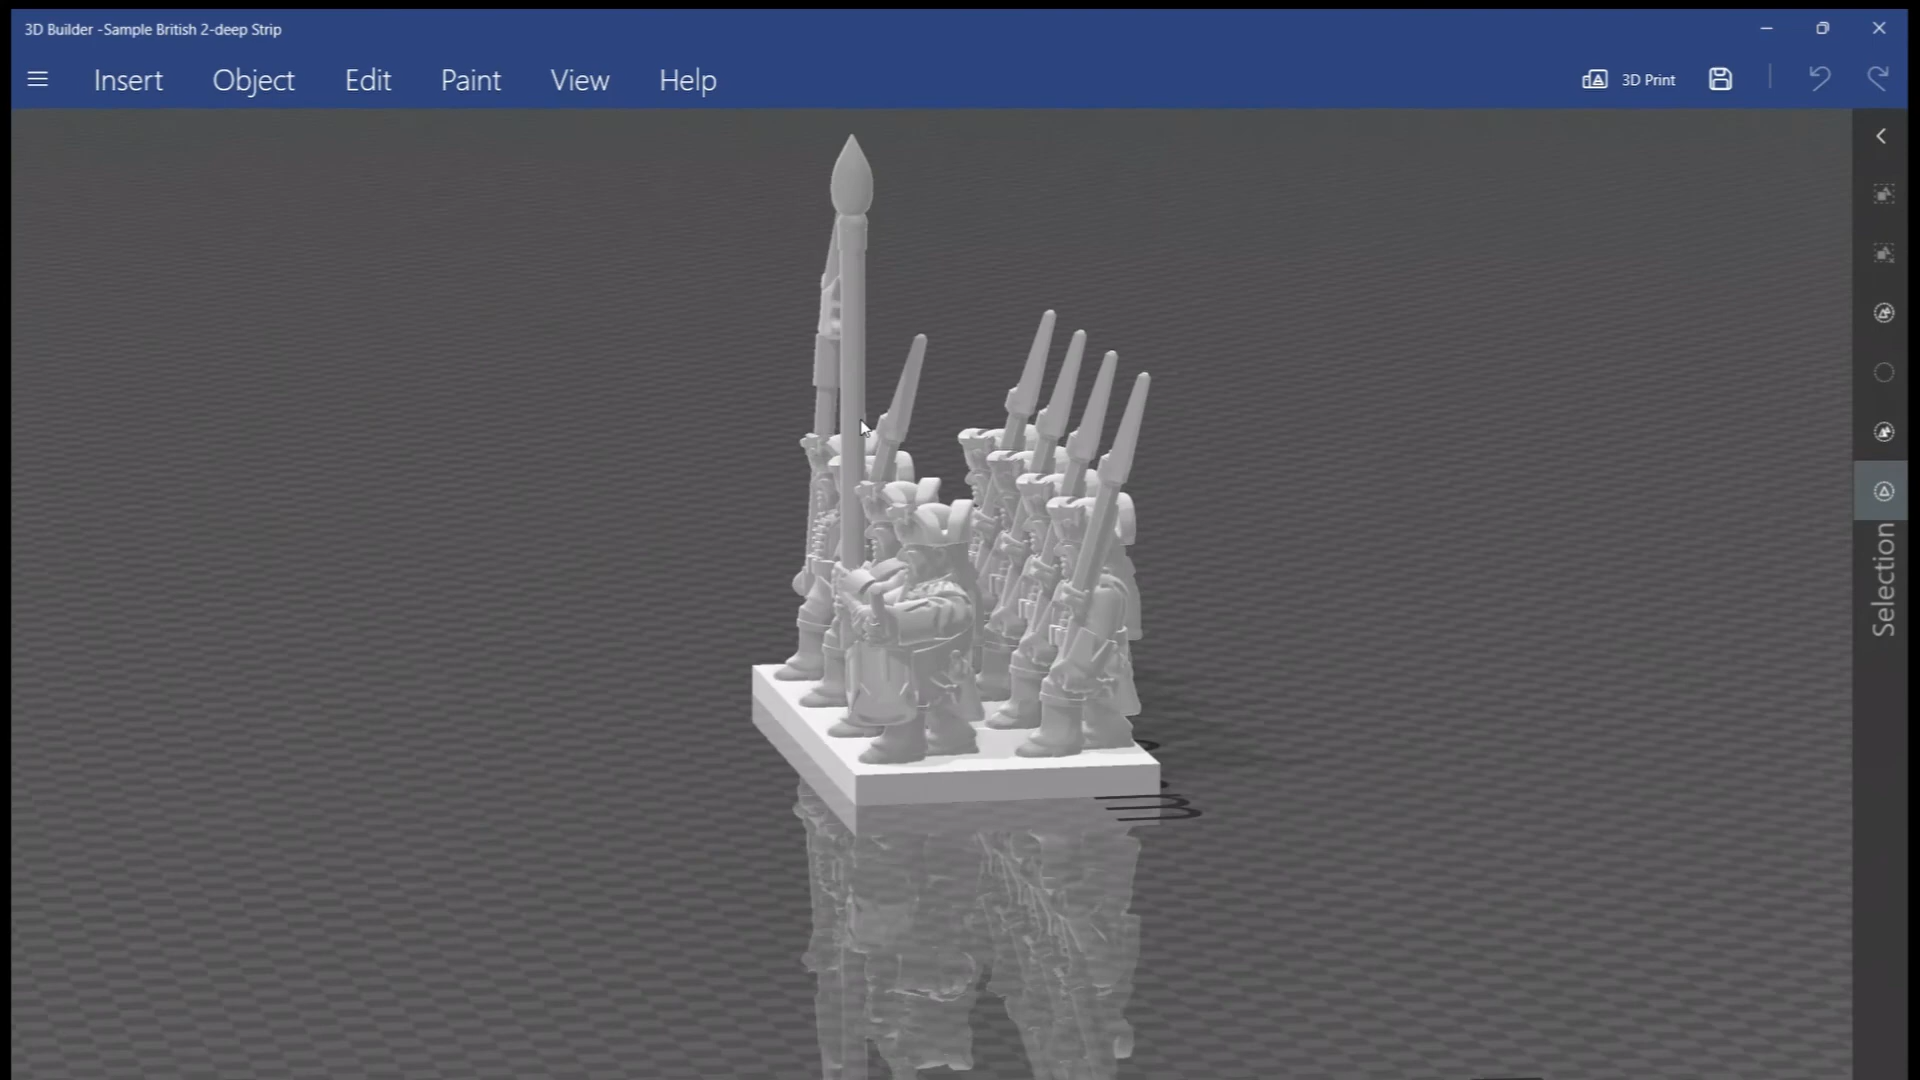 3D Builder -Sample British 2-deep Strip
Insert Object Edit Paint View Help 3D Print
Selection